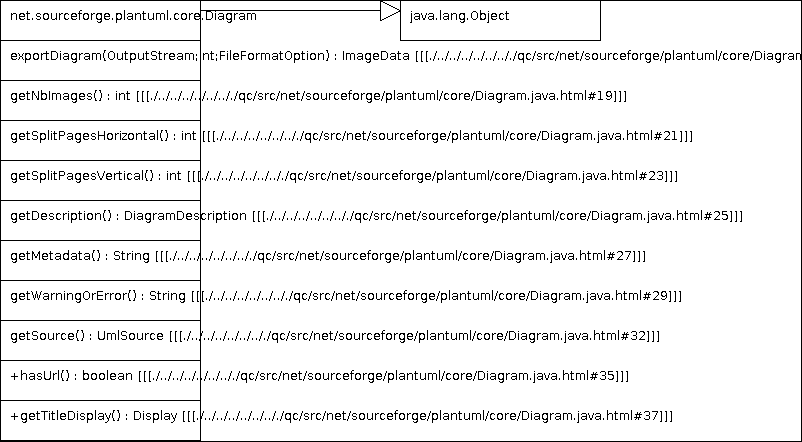 net.sourceforge.plantuml.core.Diagram
java.lang.Object
exportDiagram(OutputStream;int;FileFormatOption) : ImageData [[[./../../../../../../../qc/src/net/sourceforge/plantuml/core/Diagram
getNbImages() : int [[[./../../../../../../../qc/src/net/sourceforge/plantuml/core/Diagram.java.html#19]]]
getSplitPagesHorizontal() : int [[[./../../../../../../../qc/src/net/sourceforge/plantuml/core/Diagram.java.html#21]]]
getSplitPagesVertical() : int [[[./../../../../../../../qc/src/net/sourceforge/plantuml/core/Diagram.java.html#23]]]
getDescription() : DiagramDescription [[[./../../../../../../../qc/src/net/sourceforge/plantuml/core/Diagram.java.html#25]]]
getMetadata() : String [[[./../../../../../../../qc/src/net/sourceforge/plantuml/core/Diagram.java.html#27]]]
getWarningOrError() : String [[[./../../../../../../../qc/src/net/sourceforge/plantuml/core/Diagram.java.html#29]]]
getSource() : UmlSource [[[./../../../../../../../qc/src/net/sourceforge/plantuml/core/Diagram.java.html#32]]]
+hasUrl() : boolean [[[./../../../../../../../qc/src/net/sourceforge/plantuml/core/Diagram.java.html#35]]]
+getTitleDisplay() : Display [[[./../../../../../../../qc/src/net/sourceforge/plantuml/core/Diagram.java.html#37]]]